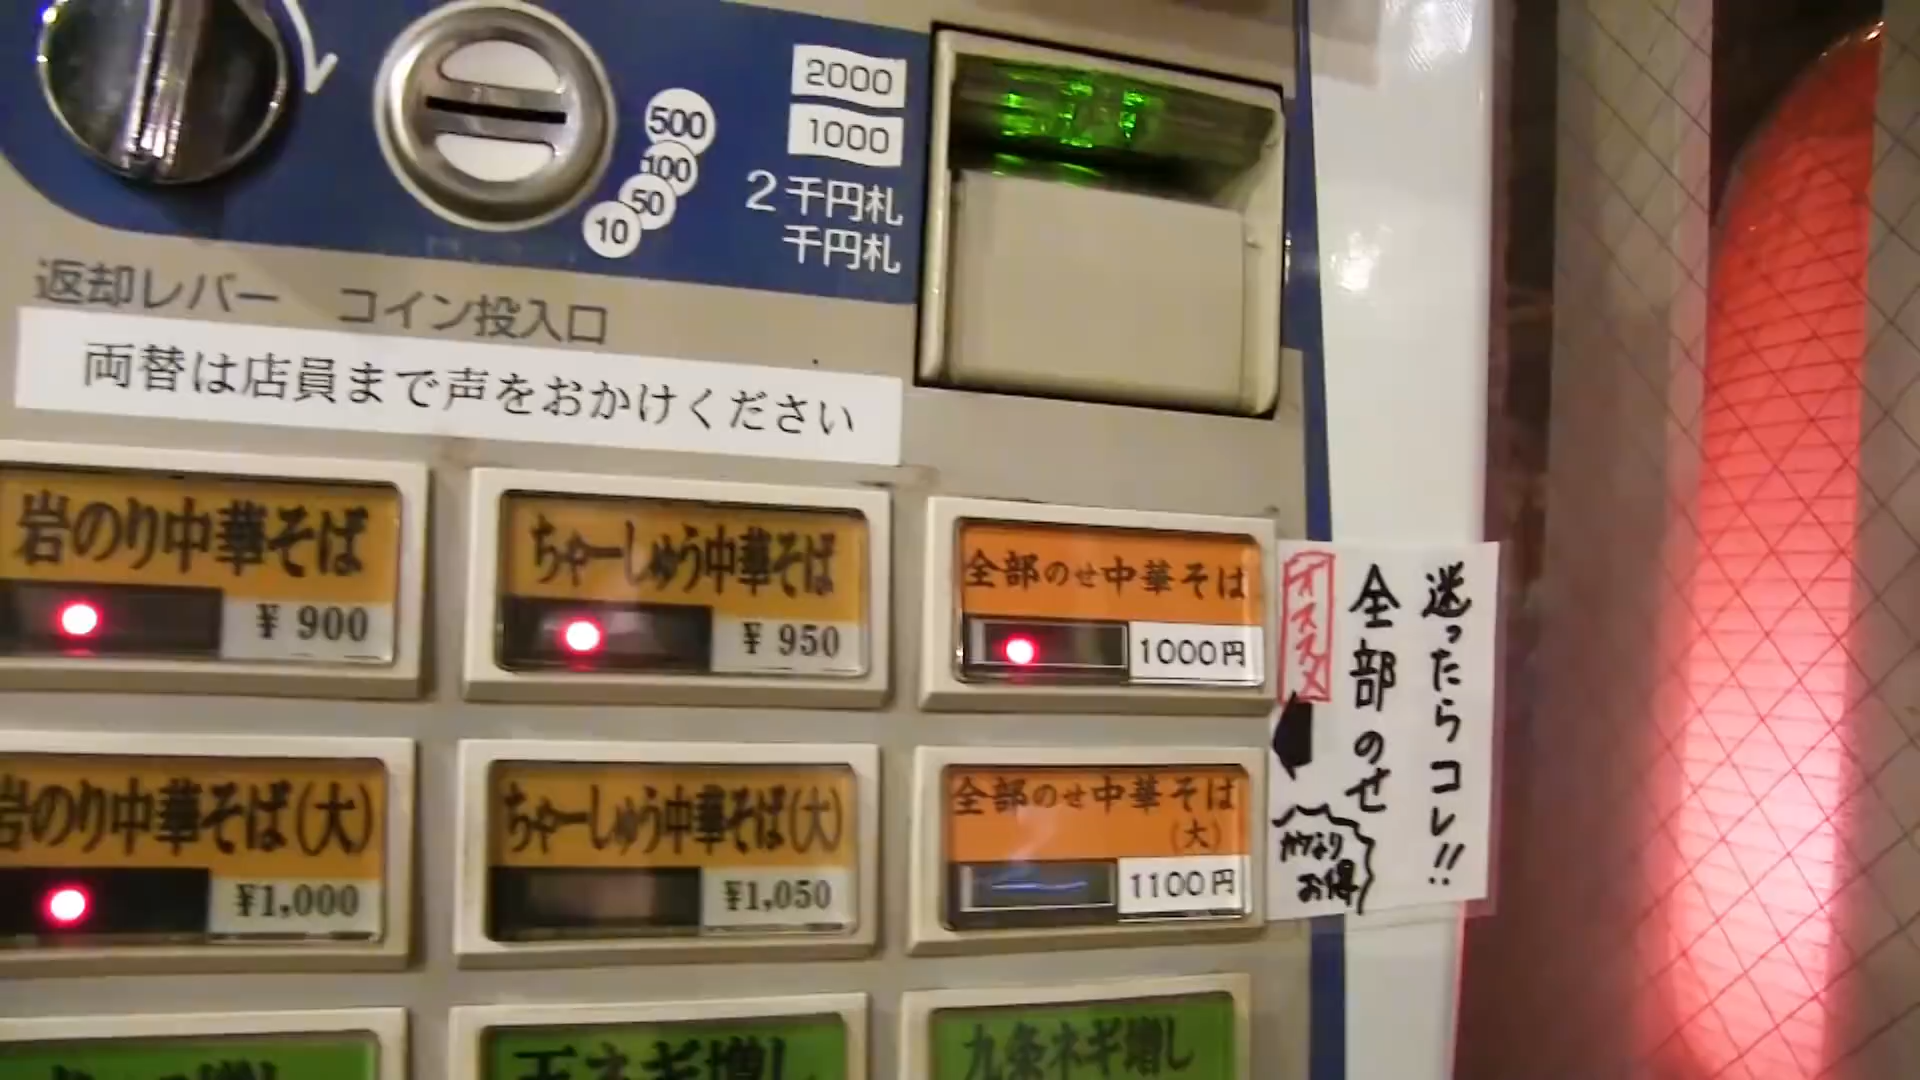 2000
1000
500
100
50
10
2千円札
千円札
返却レバー
コイン投入口
両替は店員まで声をおかけください
岩のり中華そば
¥ 900
ちゃーしゅう中華そば
¥ 950
全部のせ中華そば
1000円
迷ったらコレ!!
全部のせ
オススメ
かなり
お得
岩のり中華そば(大)
¥1,000
ちゃーしゅう中華そば(大)
¥1,050
全部のせ中華そば
(大)
1100円
玉ネギ増し
九条ネギ増し